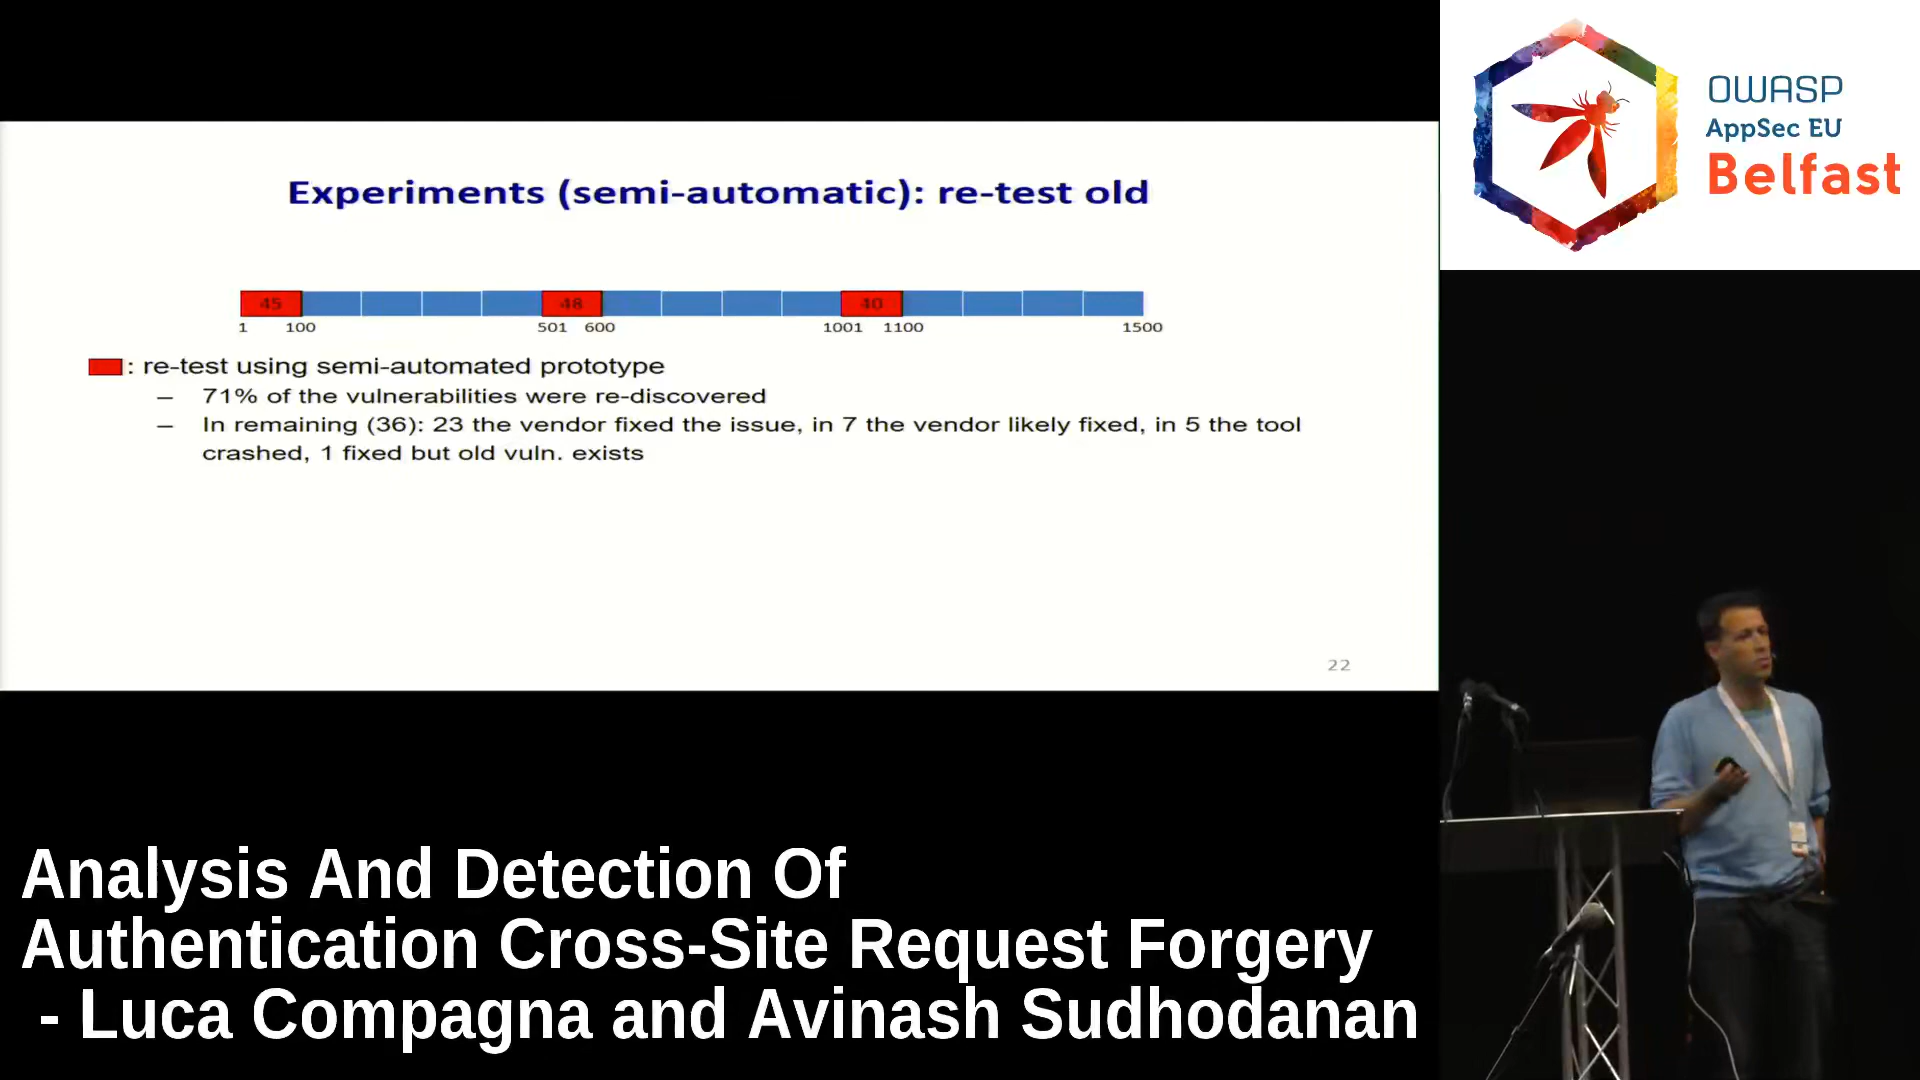 OWASP
AppSec EU
Belfast
Experiments (semi-automatic): re-test old
45 48 40
1 100 501 600 1001 1100 1500
: re-test using semi-automated prototype
– 71% of the vulnerabilities were re-discovered
– In remaining (36): 23 the vendor fixed the issue, in 7 the vendor likely fixed, in 5 the tool
crashed, 1 fixed but old vuln. exists
22
Analysis And Detection Of
Authentication Cross-Site Request Forgery
- Luca Compagna and Avinash Sudhodanan